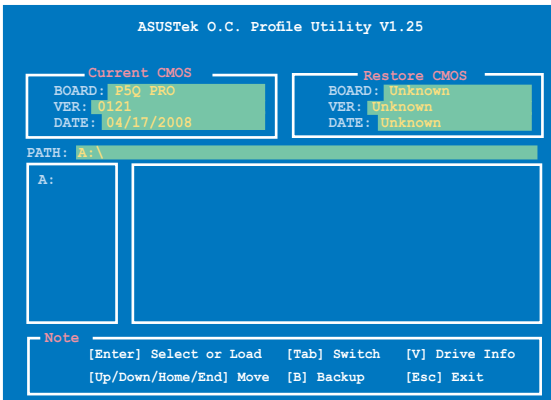 ASUSTek O.C. Profile Utility V1.25
Current CMOS
BOARD: P5Q PRO
VER: 0121
DATE: 04/17/2008
Restore CMOS
BOARD: Unknown
VER: Unknown
DATE: Unknown
PATH: A:\
A:
Note
[Enter] Select or Load [Tab] Switch [V] Drive Info
[Up/Down/Home/End] Move [B] Backup [Esc] Exit